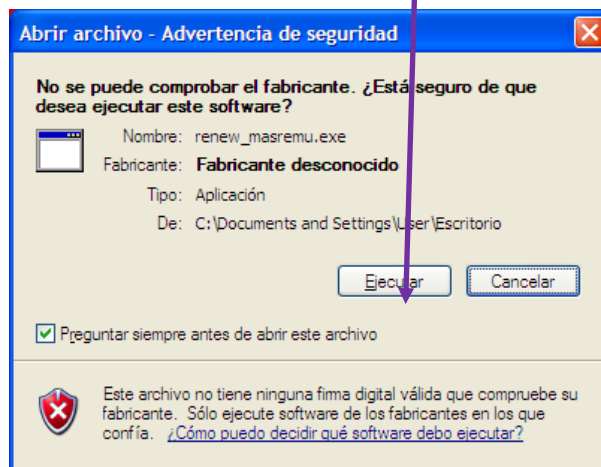 Abrir archivo - Advertencia de seguridad
No se puede comprobar el fabricante. ¿Está seguro de que
desea ejecutar este software?
Nombre: renew_masremu.exe
Fabricante: Fabricante desconocido
Tipo: Aplicación
De: C:\Documents and Settings\User\Escritorio
Ejecutar Cancelar
Preguntar siempre antes de abrir este archivo
Este archivo no tiene ninguna firma digital válida que compruebe su
fabricante. Sólo ejecute software de los fabricantes en los que
confía. ¿Cómo puedo decidir qué software debo ejecutar?